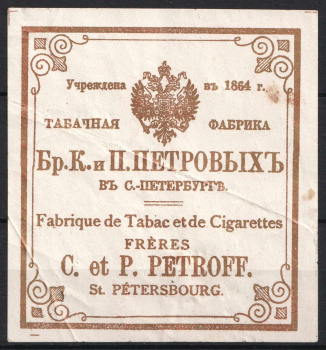 Учреждена въ 1864 г.
ТАБАЧНАЯ ФАБРИКА
Бр. К. и П. ПЕТРОВЫХЪ
ВЪ С.-ПЕТЕРБУРГѢ.
Fabrique de Tabac et de Cigarettes
FRÈRES
C. et P. PETROFF.
St. PÉTERSBOURG.